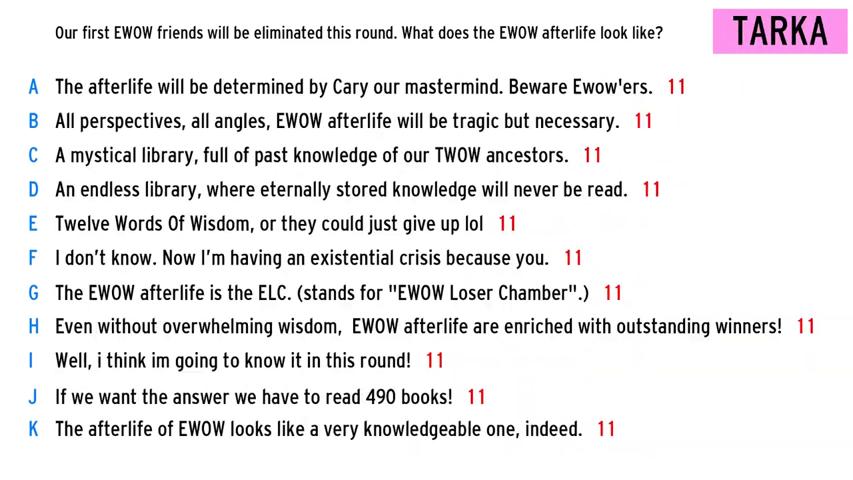 Our first EWOW friends will be eliminated this round. What does the EWOW afterlife look like?
TARKA
A The afterlife will be determined by Cary our mastermind. Beware Ewow'ers. 11
B All perspectives, all angles, EWOW afterlife will be tragic but necessary. 11
C A mystical library, full of past knowledge of our TWOW ancestors. 11
D An endless library, where eternally stored knowledge will never be read. 11
E Twelve Words Of Wisdom, or they could just give up lol 11
F I don't know. Now I'm having an existential crisis because you. 11
G The EWOW afterlife is the ELC. (stands for "EWOW Loser Chamber".) 11
H Even without overwhelming wisdom, EWOW afterlife are enriched with outstanding winners! 11
I Well, i think im going to know it in this round! 11
J If we want the answer we have to read 490 books! 11
K The afterlife of EWOW looks like a very knowledgeable one, indeed. 11